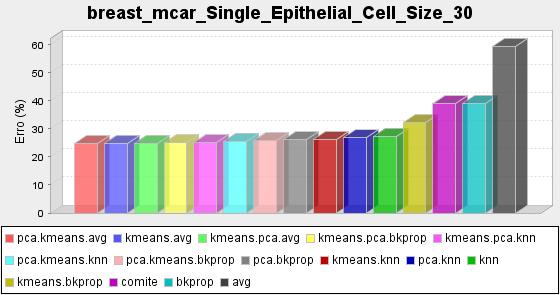 breast_mcar_Single_Epithelial_Cell_Size_30
60
50
40
30
20
10
0
Erro (%)
pca.kmeans.avg kmeans.avg kmeans.pca.avg kmeans.pca.bkprop kmeans.pca.knn
pca.kmeans.knn pca.kmeans.bkprop pca.bkprop kmeans.knn pca.knn knn
kmeans.bkprop comite bkprop avg